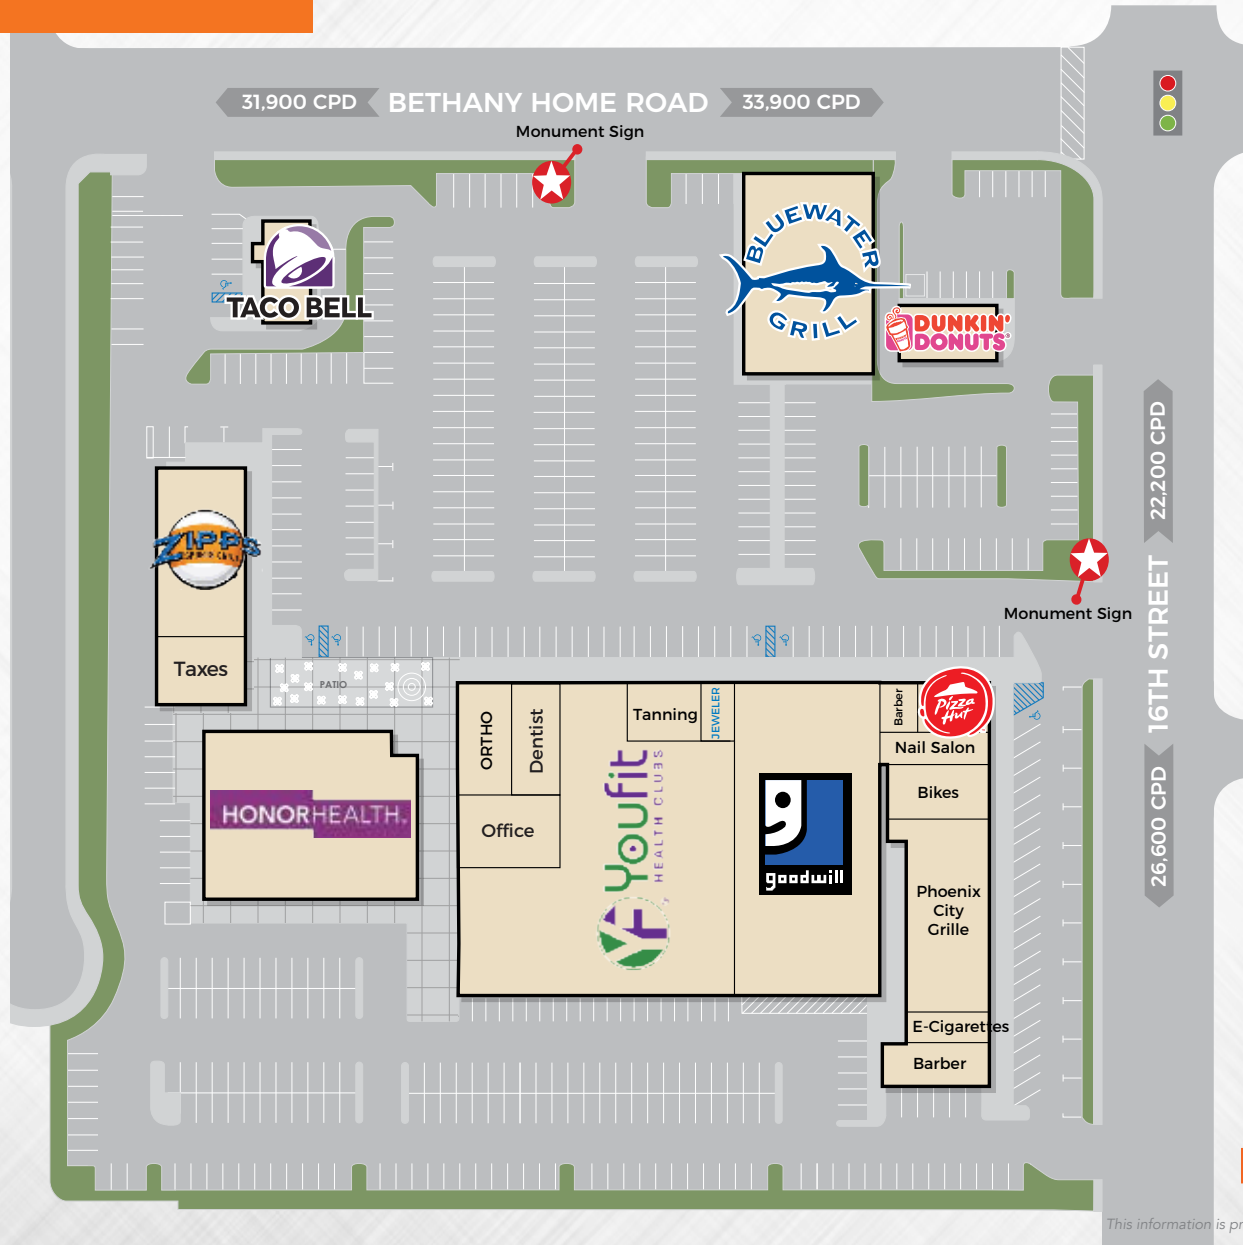 31,900 CPD
BETHANY HOME ROAD
33,900 CPD
Monument Sign
TACO BELL
BLUEWATER
GRILL
DUNKIN'
DONUTS
22,200 CPD
16TH STREET
26,600 CPD
Monument Sign
ZIPPS
Taxes
PATIO
HONORHEALTH.
ORTHO
Dentist
Office
Tanning
JEWELER
Youfit
HEALTH CLUBS
YF
goodwill
Barber
Pizza
Hut
Nail Salon
Bikes
Phoenix
City
Grille
E-Cigarettes
Barber
This information is pr